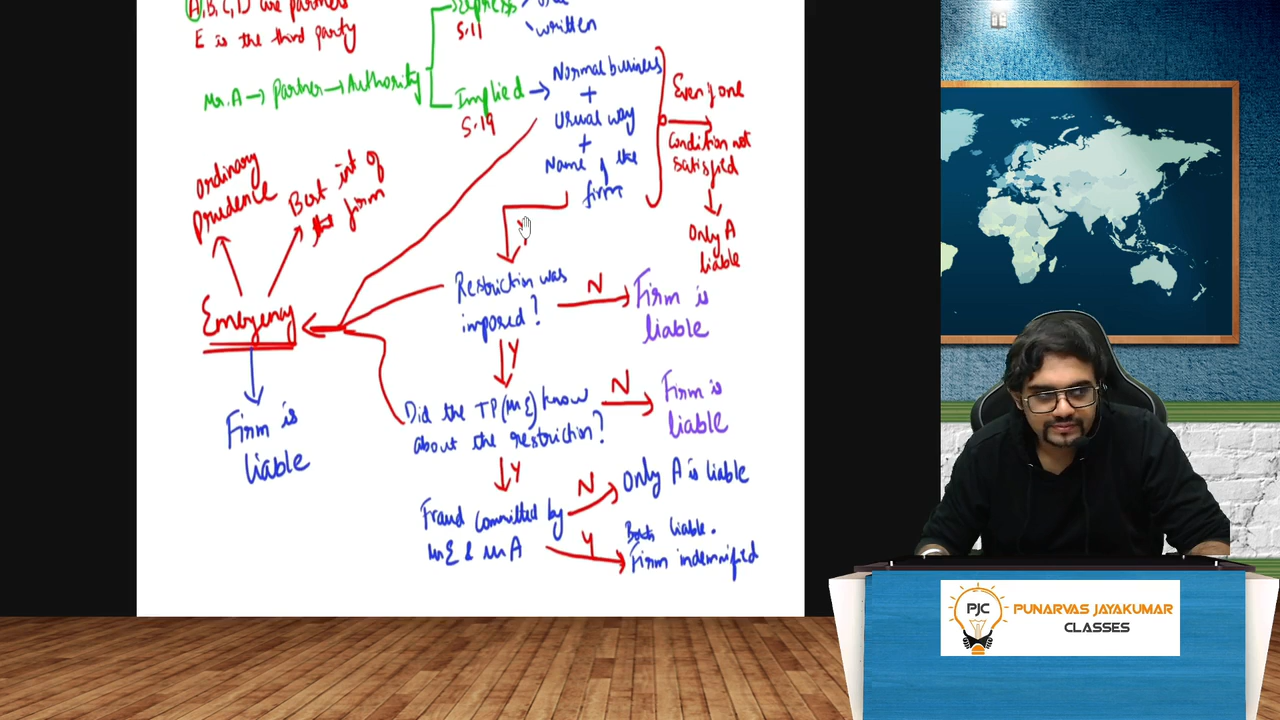 A, B, C, D are partners
E is the third party
Express
S.11
written
Mr. A → Partner → Authority
Implied →
S.19
Normal business
+
Usual way
+
Name of the
firm
Everyone
Condition not
satisfied
Only A
liable
Ordinary
Prudence
Best int of
firm
Emergency
Firm is
liable
Y
Restriction was
imposed?
N
Firm is
liable
Y
Did the TP (Mr E) know
about the restriction?
N
Firm is
liable
Y
Fraud committed by
Mr E & Mr A
N
Only A is liable
Y
Both liable.
Firm indemnified
PJC
PUNARVAS JAYAKUMAR
CLASSES